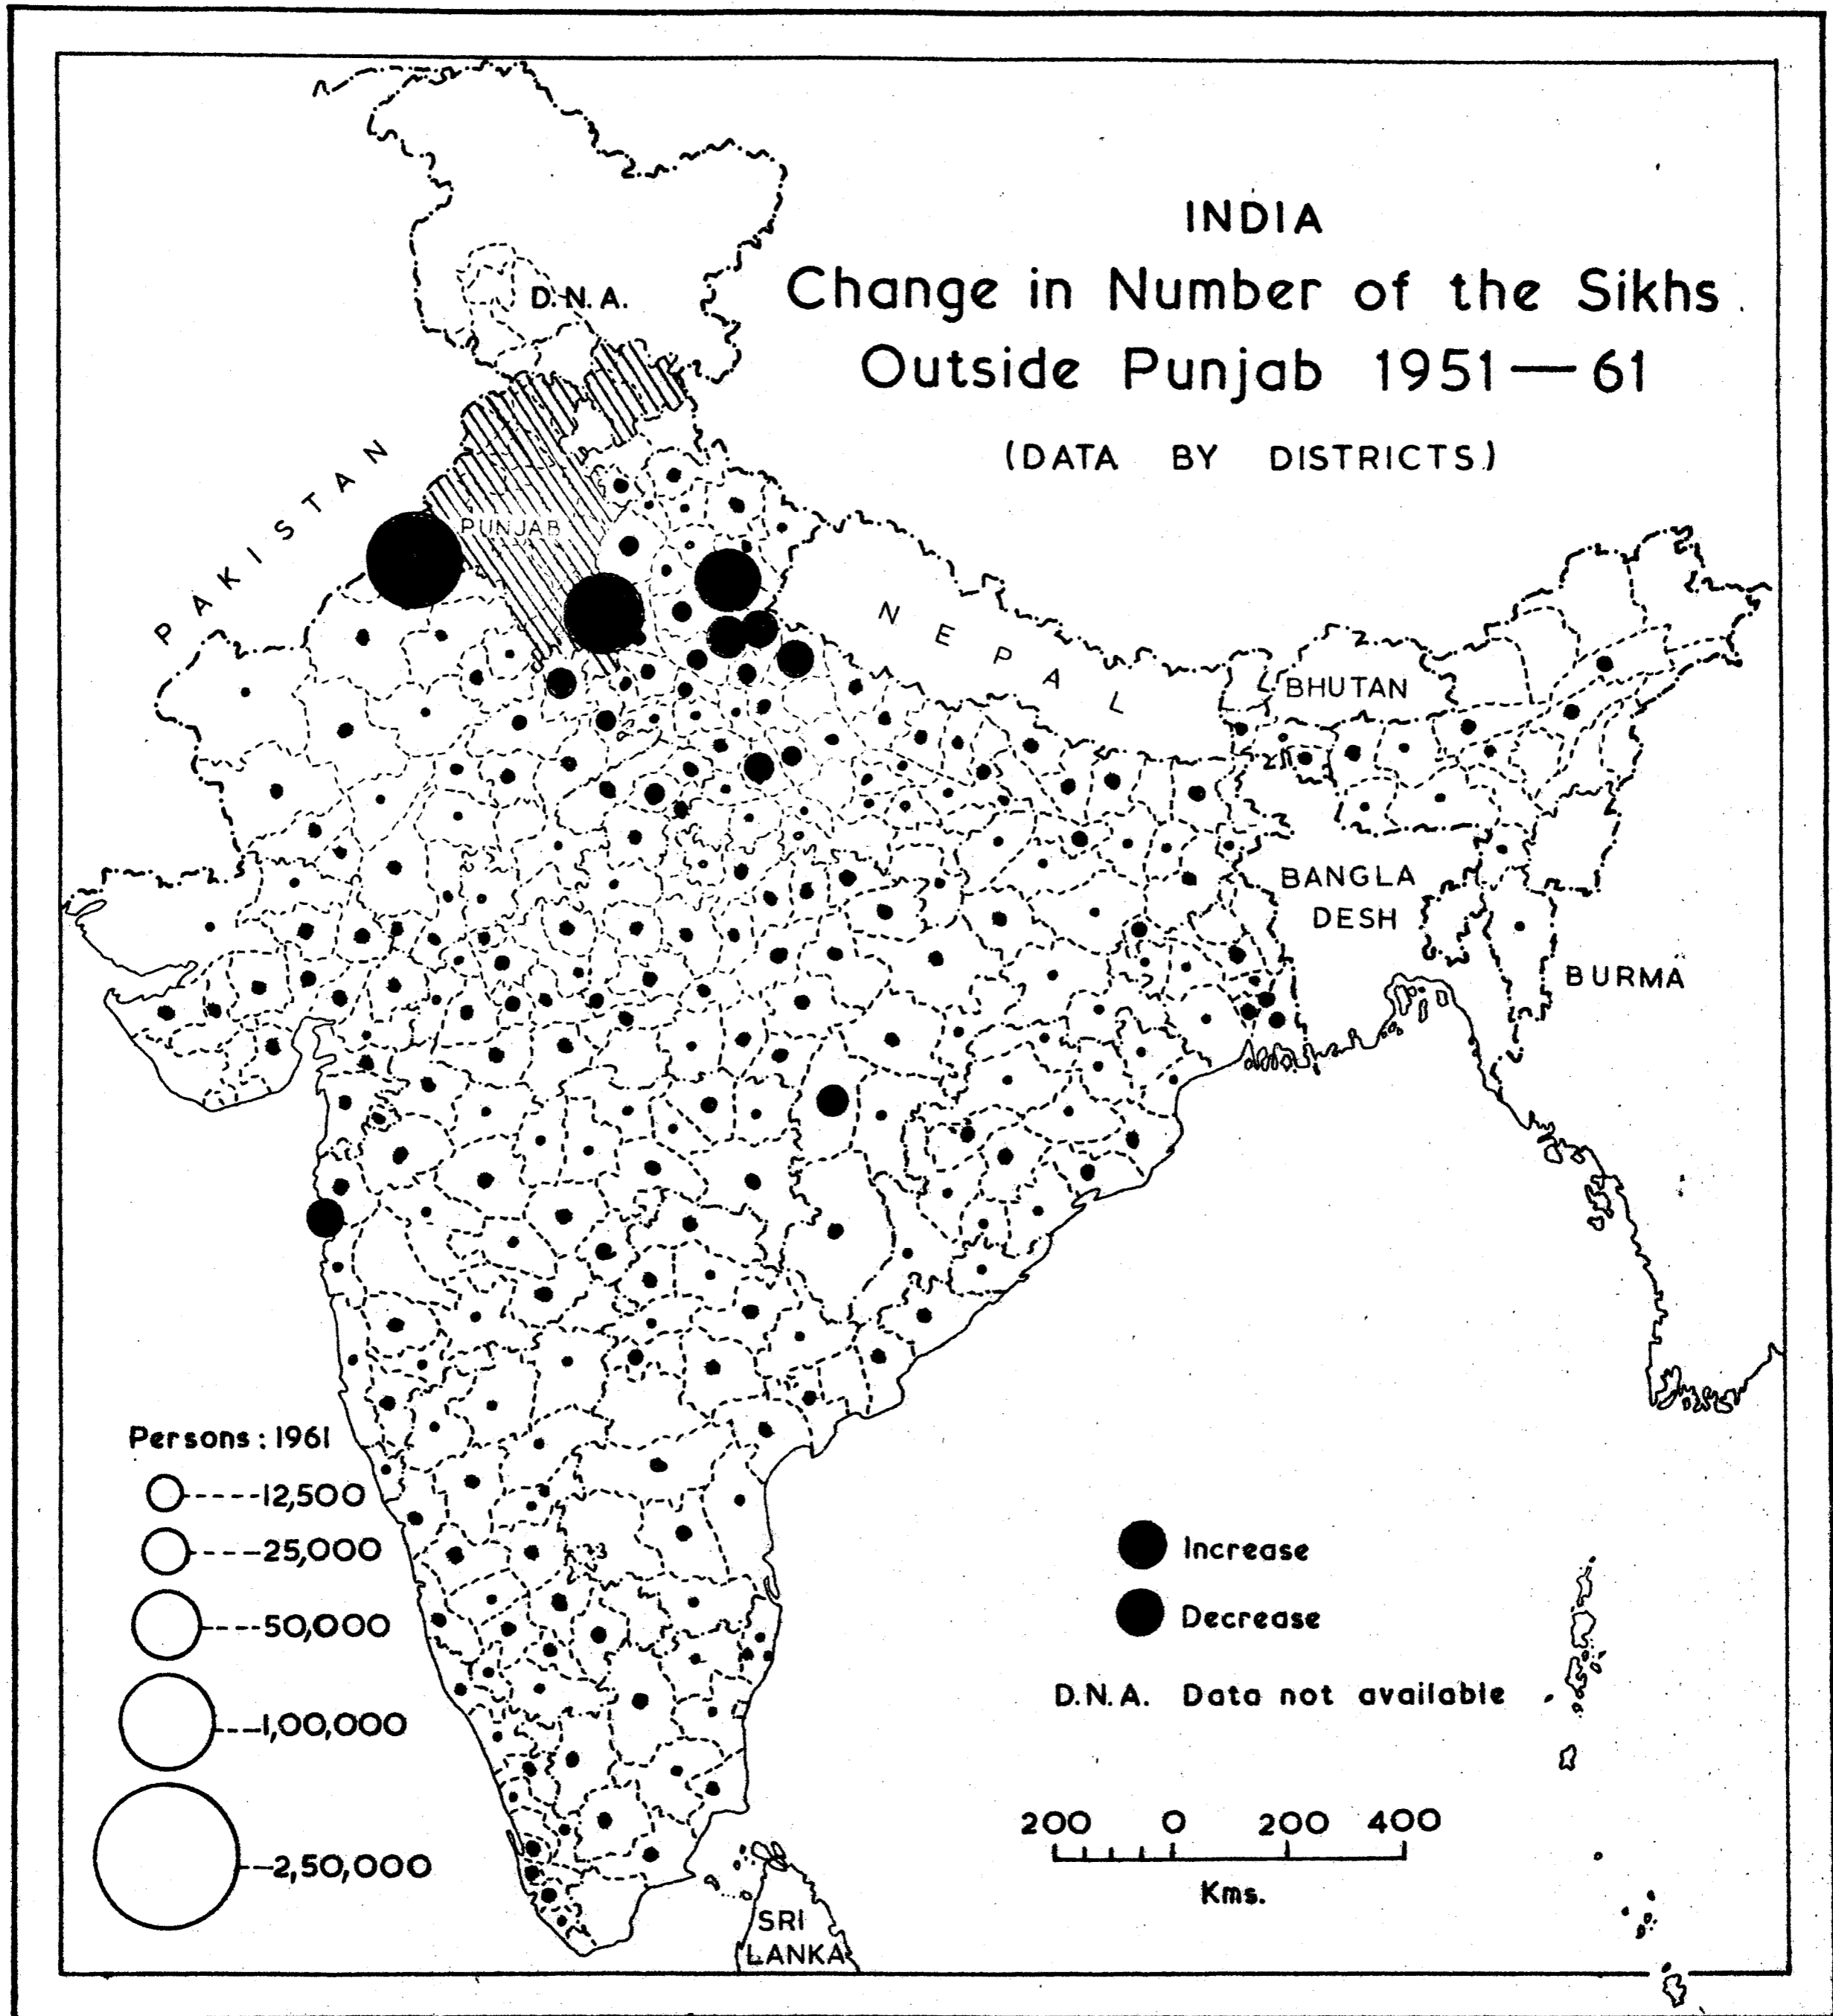 INDIA
Change in Number of the Sikhs
Outside Punjab 1951—61
(DATA BY DISTRICTS)
D.N.A.
PAKISTAN
PUNJAB
NEPAL
BHUTAN
BANGLA
DESH
BURMA
Persons: 1961
12,500
25,000
50,000
1,00,000
2,50,000
Increase
Decrease
D.N.A. Data not available
200 0 200 400
Kms.
SRI
LANKA